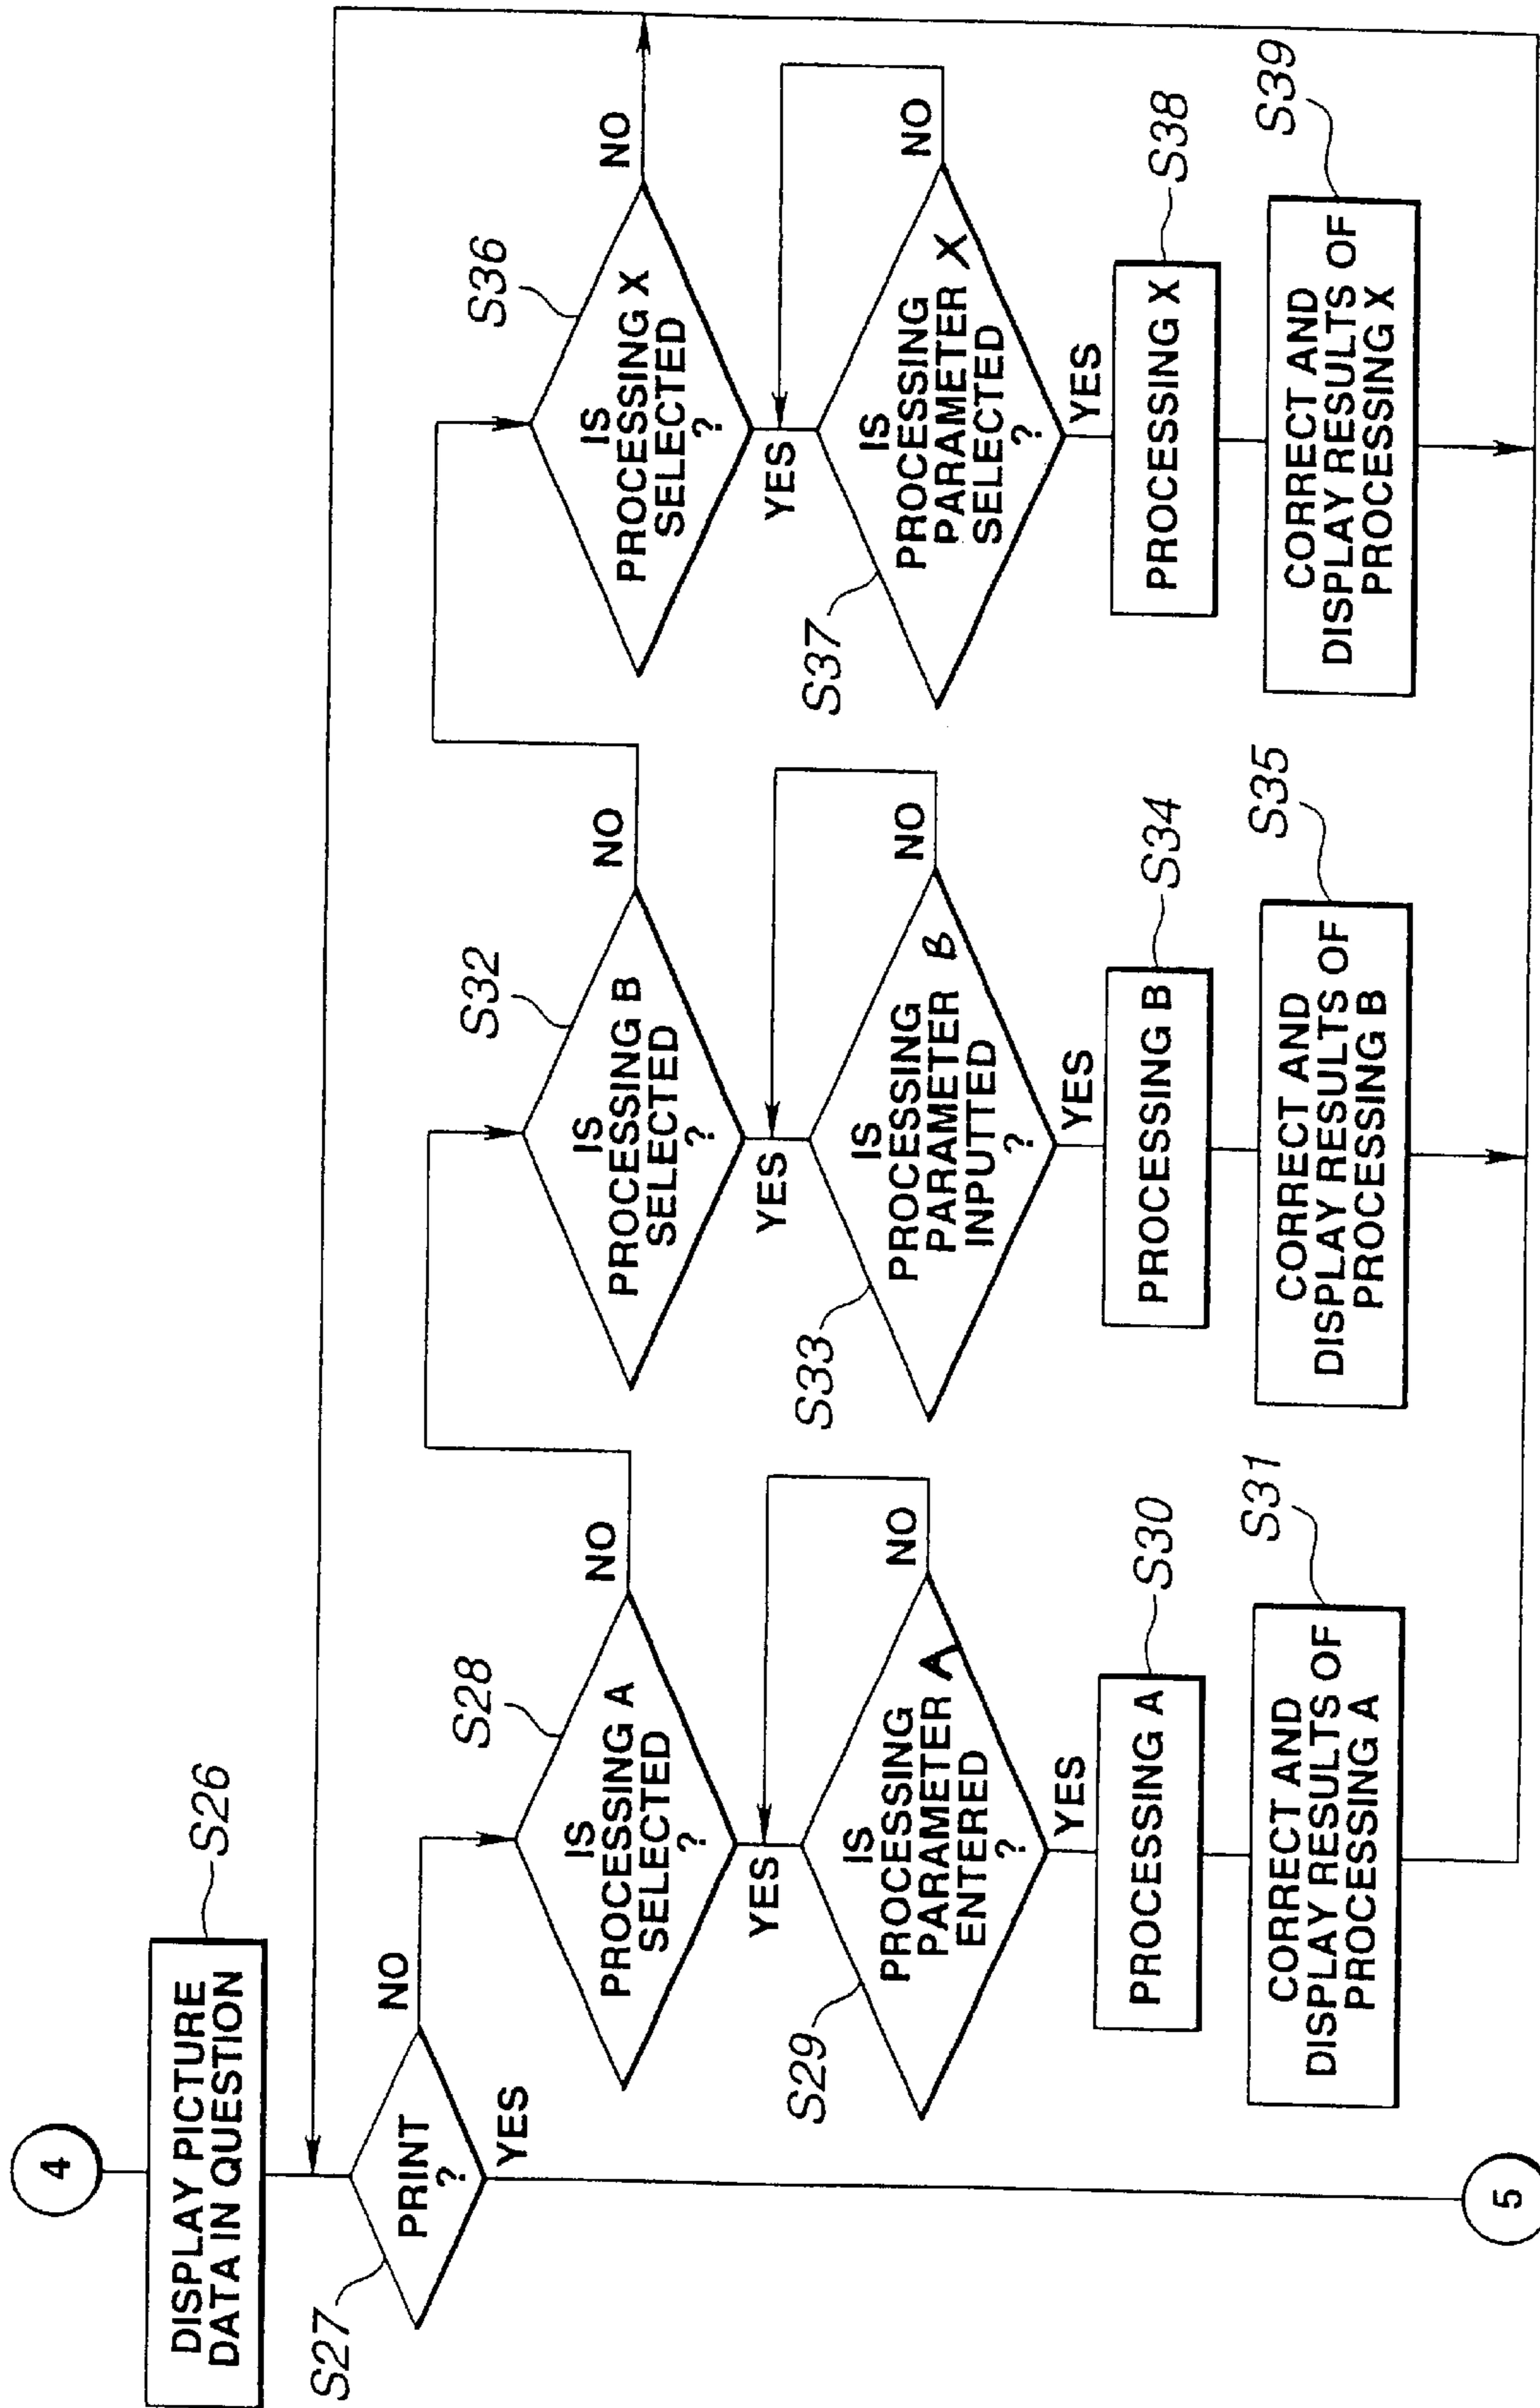 4
DISPLAY PICTURE
DATA IN QUESTION
S26
PRINT
?
S27
NO
YES
5
IS
PROCESSING A
SELECTED
?
S28
NO
YES
IS
PROCESSING
PARAMETER A
ENTERED
?
S29
NO
YES
PROCESSING A
S30
CORRECT AND
DISPLAY RESULTS OF
PROCESSING A
S31
IS
PROCESSING B
SELECTED
?
S32
NO
YES
IS
PROCESSING
PARAMETER B
INPUTTED
?
S33
NO
YES
PROCESSING B
S34
CORRECT AND
DISPLAY RESULTS OF
PROCESSING B
S35
IS
PROCESSING X
SELECTED
?
S36
NO
YES
IS
PROCESSING
PARAMETER X
SELECTED
?
S37
NO
YES
PROCESSING X
S38
CORRECT AND
DISPLAY RESULTS OF
PROCESSING X
S39